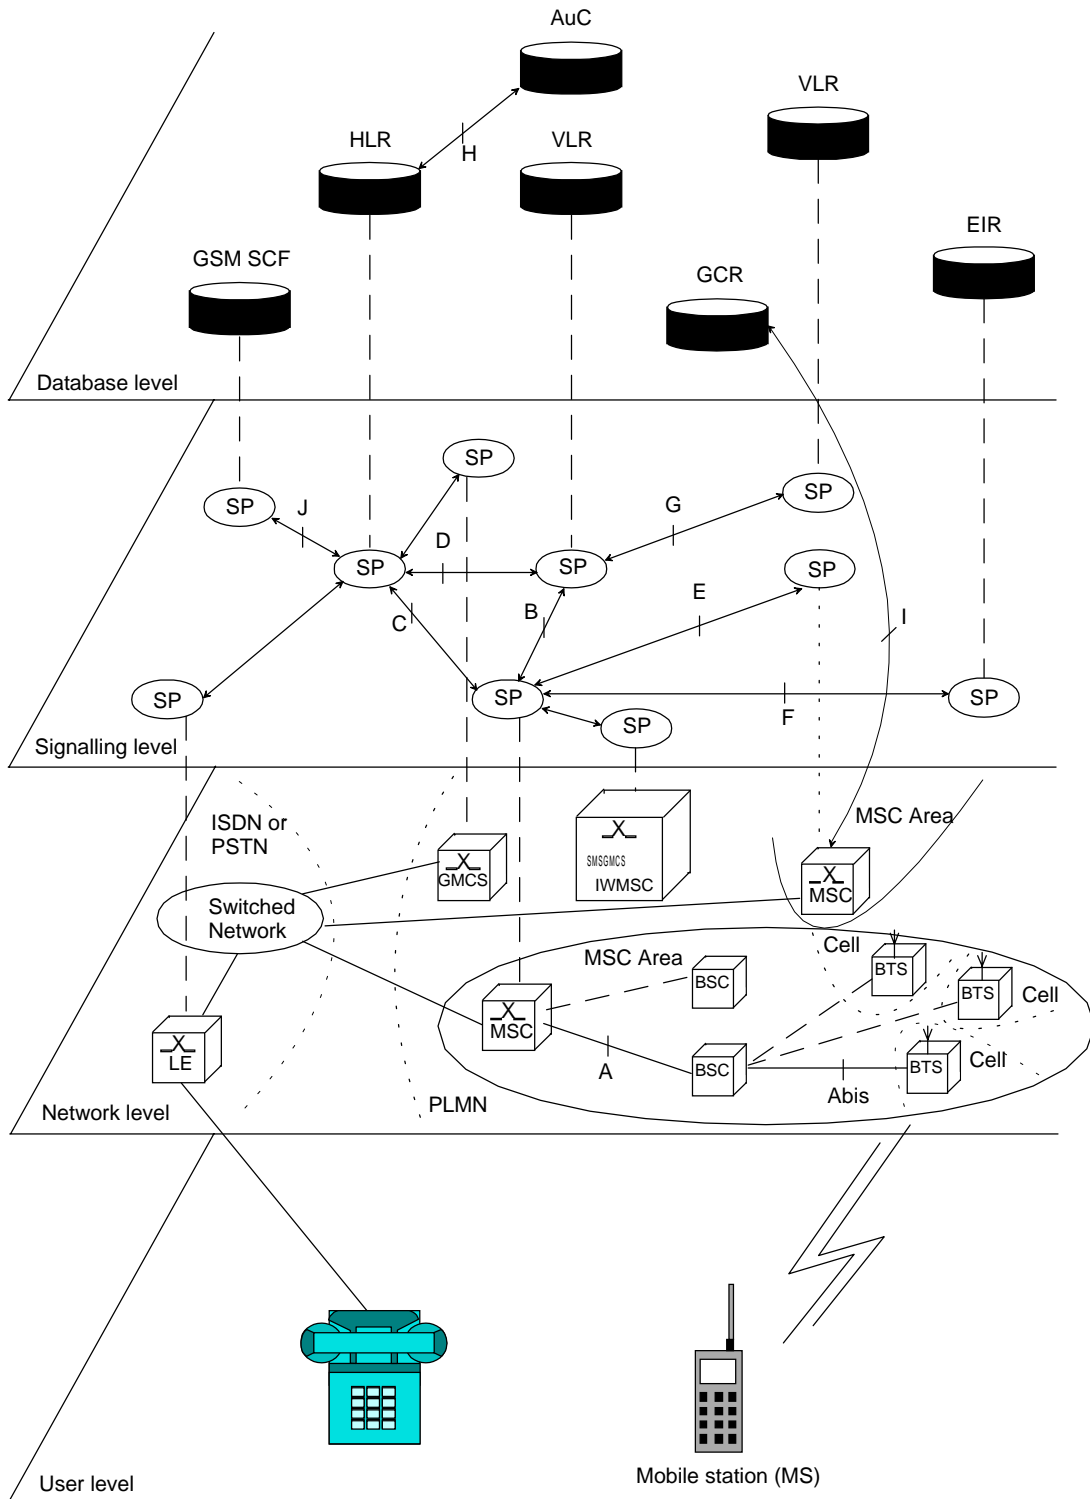 AuC
VLR
HLR
H
VLR
EIR
GSM SCF
GCR
Database level
SP
SP
SP
J
G
D
SP
SP
SP
E
B
C
I
SP
SP
F
SP
SP
Signalling level
ISDN or
PSTN
MSC Area
SMSGMCS
IWMSC
GMCS
MSC
Switched
Network
Cell
MSC Area
BTS
BSC
BTS
Cell
MSC
LE
A
BSC
BTS
Cell
Abis
PLMN
Network level
Mobile station (MS)
User level